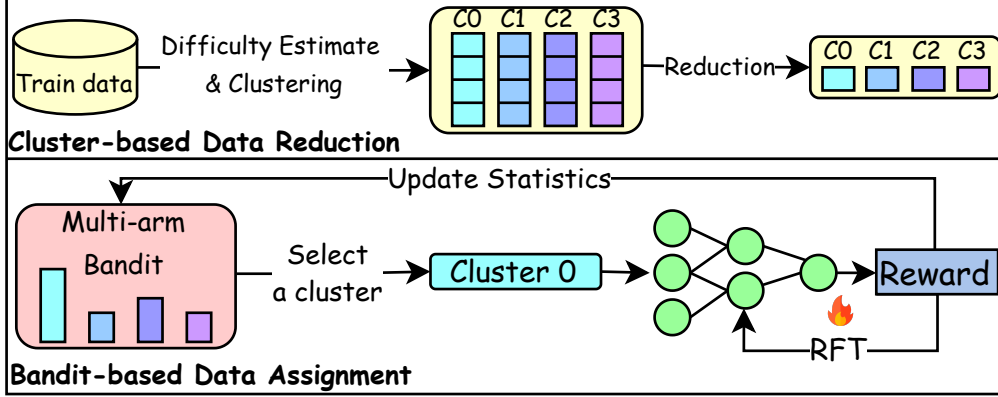 Train data
Difficulty Estimate
& Clustering
C0 C1 C2 C3
Reduction
C0 C1 C2 C3
Cluster-based Data Reduction
Update Statistics
Multi-arm
Bandit
Select
a cluster
Cluster 0
Reward
RFT
Bandit-based Data Assignment